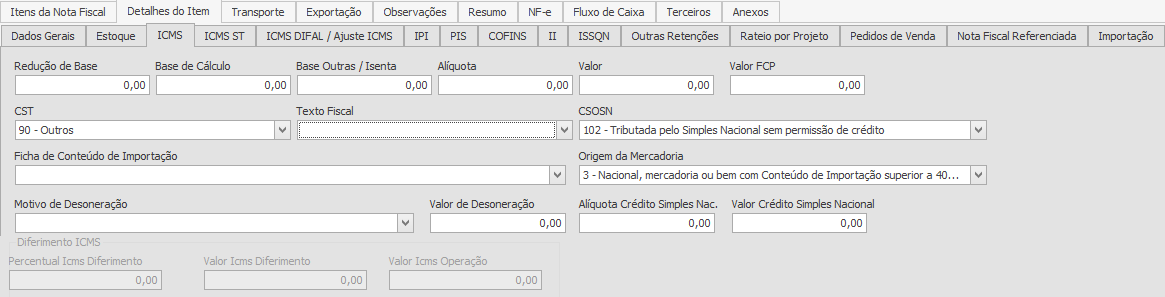 Itens da Nota Fiscal Detalhes do Item Transporte Exportação Observações Resumo NF-e Fluxo de Caixa Terceiros Anexos
Dados Gerais Estoque ICMS ICMS ST ICMS DIFAL / Ajuste ICMS IPI PIS COFINS II ISSQN Outras Retenções Rateio por Projeto Pedidos de Venda Nota Fiscal Referenciada Importação
Redução de Base Base de Cálculo Base Outras / Isenta Alíquota Valor Valor FCP
0,00 0,00 0,00 0,00 0,00 0,00
CST Texto Fiscal CSOSN
90 - Outros 102 - Tributada pelo Simples Nacional sem permissão de crédito
Ficha de Conteúdo de Importação Origem da Mercadoria
3 - Nacional, mercadoria ou bem com Conteúdo de Importação superior a 40...
Motivo de Desoneração Valor de Desoneração Alíquota Crédito Simples Nac. Valor Crédito Simples Nacional
0,00 0,00 0,00
Diferimento ICMS
Percentual Icms Diferimento Valor Icms Diferimento Valor Icms Operação
0,00 0,00 0,00